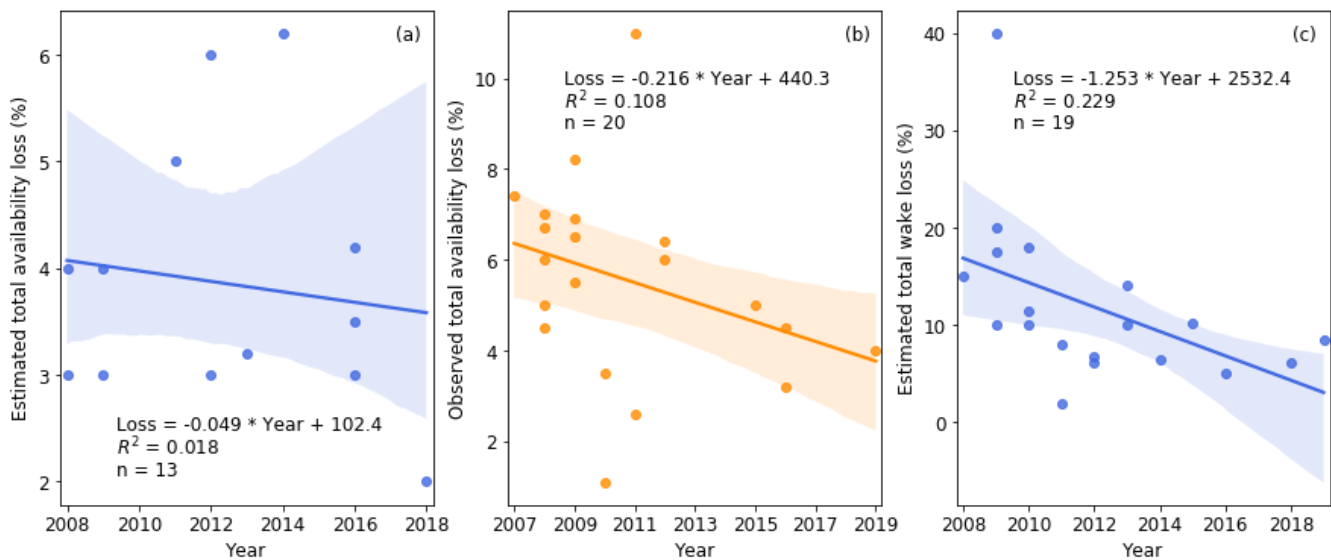 (a)
Estimated total availability loss (%)
6
5
4
3
2
Loss = -0.049 * Year + 102.4
R² = 0.018
n = 13
2008 2010 2012 2014 2016 2018
Year
(b)
Observed total availability loss (%)
10
8
6
4
2
Loss = -0.216 * Year + 440.3
R² = 0.108
n = 20
2007 2009 2011 2013 2015 2017 2019
Year
(c)
Estimated total wake loss (%)
40
30
20
10
0
Loss = -1.253 * Year + 2532.4
R² = 0.229
n = 19
2008 2010 2012 2014 2016 2018
Year